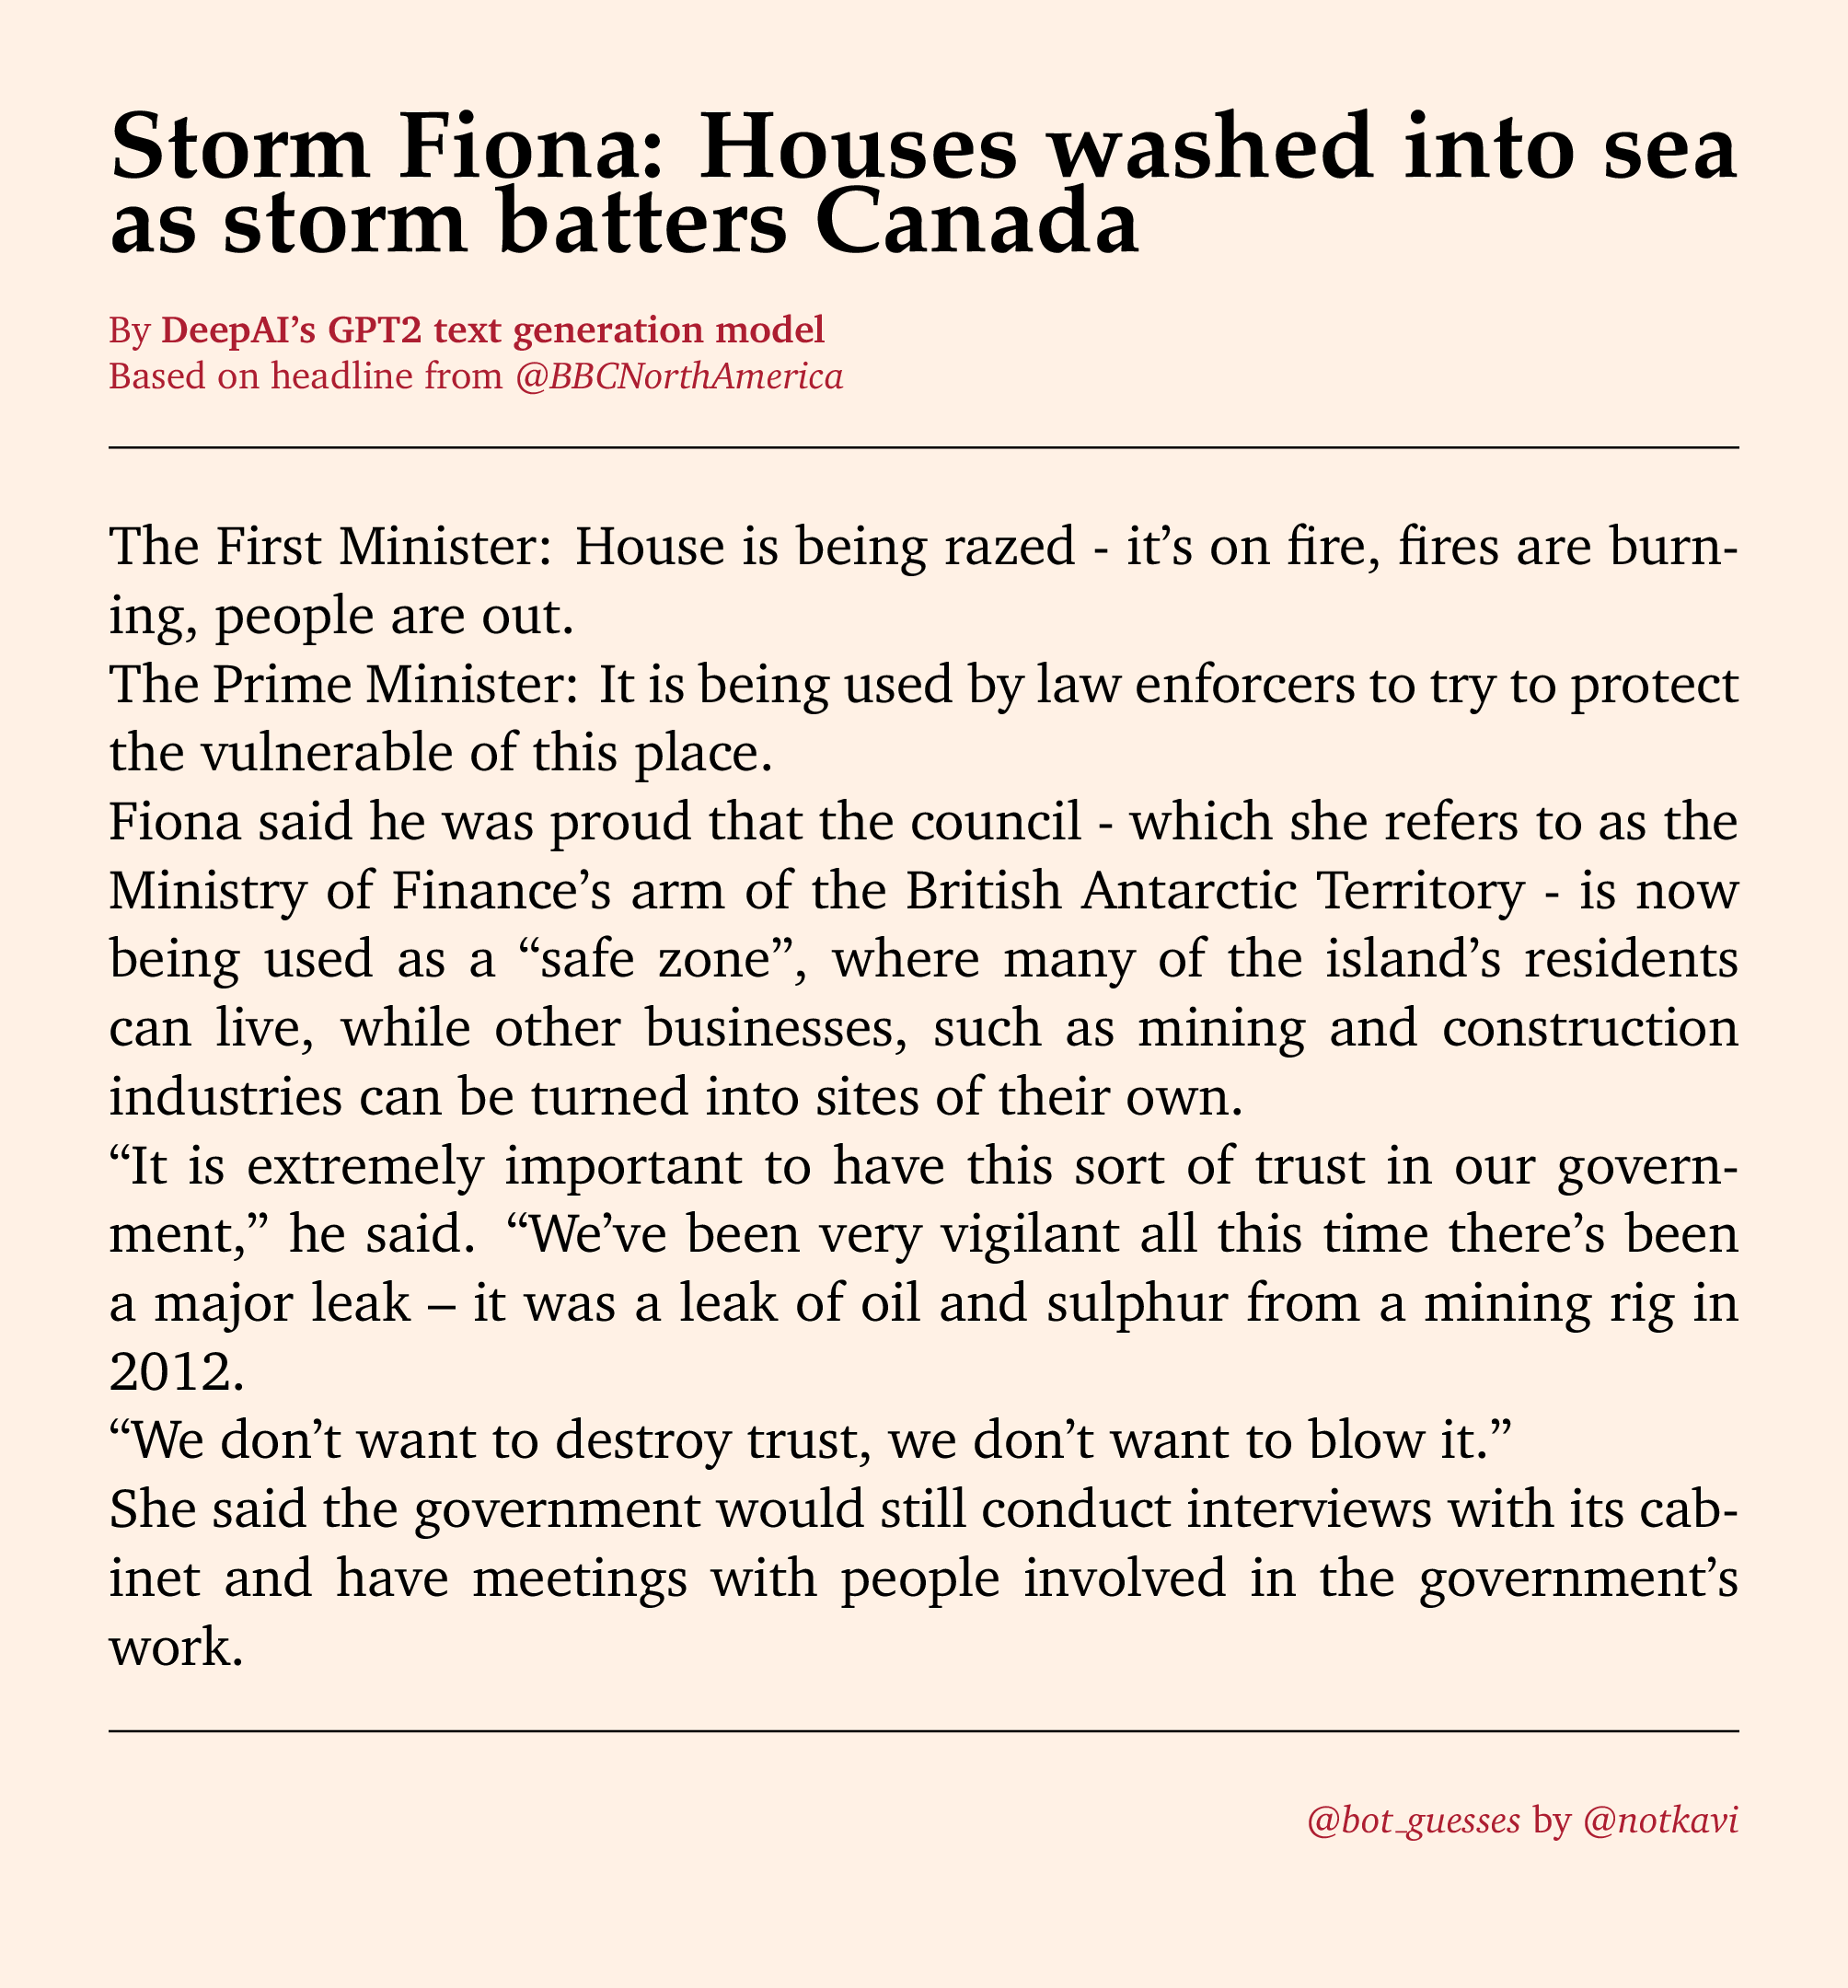 Storm Fiona: Houses washed into sea
as storm batters Canada
By DeepAI’s GPT2 text generation model
Based on headline from @BBCNorthAmerica
The First Minister: House is being razed - it’s on fire, fires are burn-
ing, people are out.
The Prime Minister: It is being used by law enforcers to try to protect
the vulnerable of this place.
Fiona said he was proud that the council - which she refers to as the
Ministry of Finance’s arm of the British Antarctic Territory - is now
being used as a “safe zone”, where many of the island’s residents
can live, while other businesses, such as mining and construction
industries can be turned into sites of their own.
“It is extremely important to have this sort of trust in our govern-
ment,” he said. “We’ve been very vigilant all this time there’s been
a major leak – it was a leak of oil and sulphur from a mining rig in
2012.
“We don’t want to destroy trust, we don’t want to blow it.”
She said the government would still conduct interviews with its cab-
inet and have meetings with people involved in the government’s
work.
@bot_guesses by @notkavi